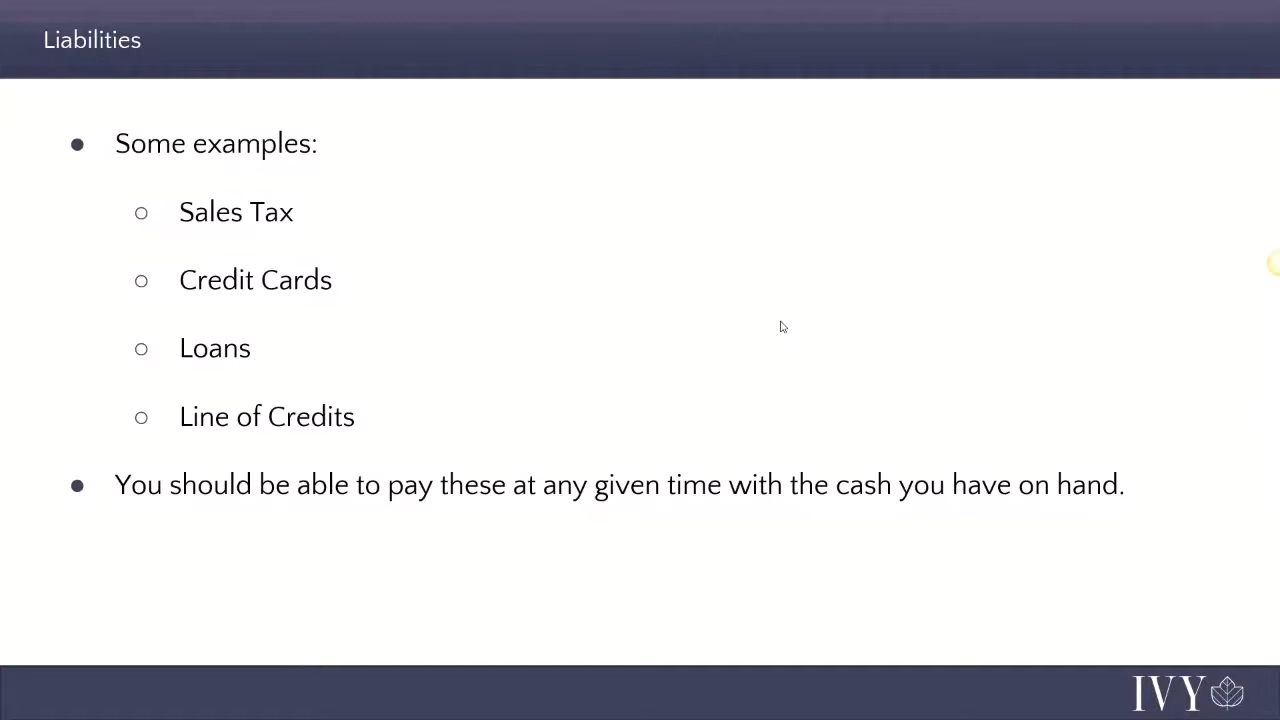 Liabilities
● Some examples:
○ Sales Tax
○ Credit Cards
○ Loans
○ Line of Credits
● You should be able to pay these at any given time with the cash you have on hand.
IVY